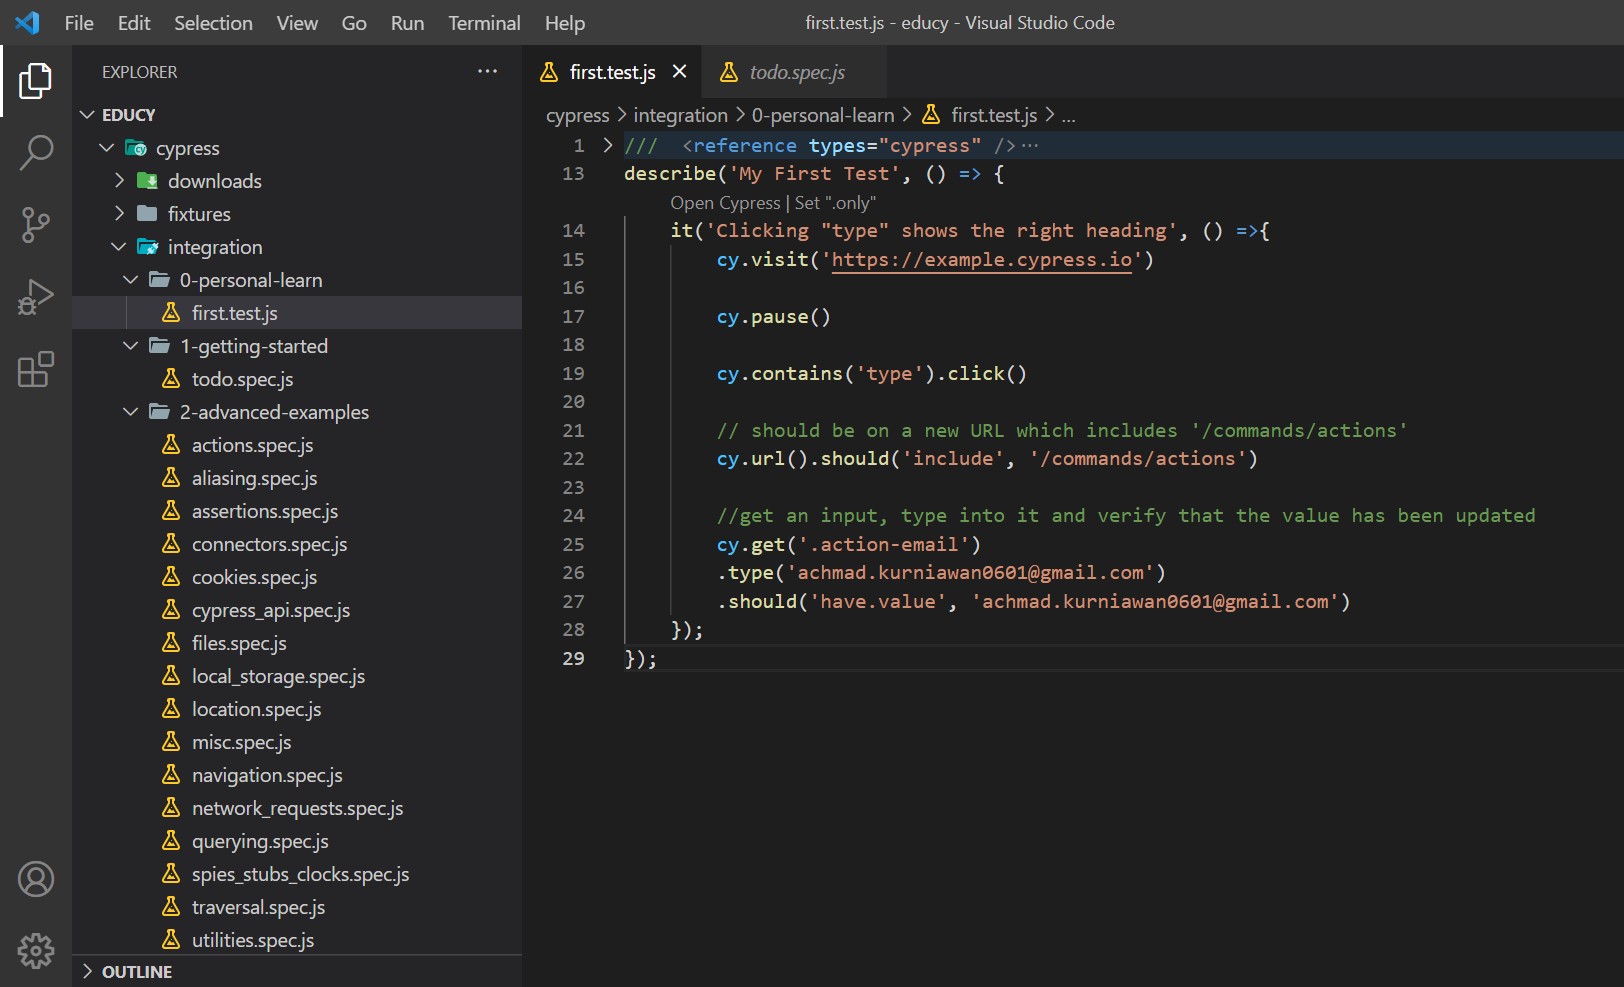 File Edit Selection View Go Run Terminal Help
first.test.js - educy - Visual Studio Code
EXPLORER
EDUCY
cypress
downloads
fixtures
integration
0-personal-learn
first.test.js
1-getting-started
todo.spec.js
2-advanced-examples
actions.spec.js
aliasing.spec.js
assertions.spec.js
connectors.spec.js
cookies.spec.js
cypress_api.spec.js
files.spec.js
local_storage.spec.js
location.spec.js
misc.spec.js
navigation.spec.js
network_requests.spec.js
querying.spec.js
spies_stubs_clocks.spec.js
traversal.spec.js
utilities.spec.js
OUTLINE
first.test.js todo.spec.js
cypress > integration > 0-personal-learn > first.test.js > ...
1 /// <reference types="cypress" />...
13 describe('My First Test', () => {
Open Cypress | Set ".only"
14 it('Clicking "type" shows the right heading', () =>{
15 cy.visit('https://example.cypress.io')
16
17 cy.pause()
18
19 cy.contains('type').click()
20
21 // should be on a new URL which includes '/commands/actions'
22 cy.url().should('include', '/commands/actions')
23
24 //get an input, type into it and verify that the value has been updated
25 cy.get('.action-email')
26 .type('achmad.kurniawan0601@gmail.com')
27 .should('have.value', 'achmad.kurniawan0601@gmail.com')
28 });
29 });